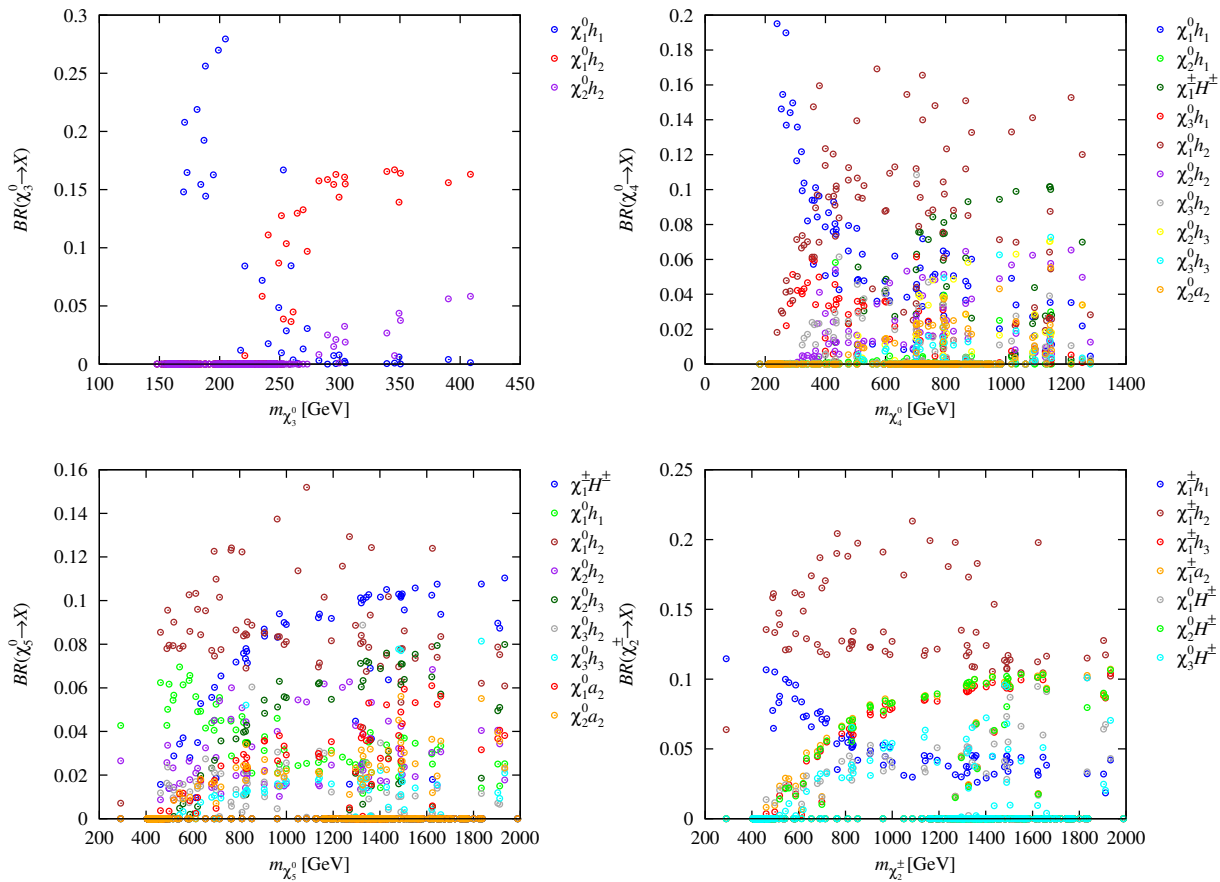 BR(χ₃⁰→X)
0.3
0.25
0.2
0.15
0.1
0.05
0
100 150 200 250 300 350 400 450
m_χ₃⁰ [GeV]
χ₁⁰h₁
χ₁⁰h₂
χ₂⁰h₂
BR(χ₄⁰→X)
0.2
0.18
0.16
0.14
0.12
0.1
0.08
0.06
0.04
0.02
0
0 200 400 600 800 1000 1200 1400
m_χ₄⁰ [GeV]
χ₁⁰h₁
χ₂⁰h₁
χ₁±H±
χ₃⁰h₁
χ₁⁰h₂
χ₂⁰h₂
χ₃⁰h₂
χ₂⁰h₃
χ₃⁰h₃
χ₂⁰a₂
BR(χ₅⁰→X)
0.16
0.14
0.12
0.1
0.08
0.06
0.04
0.02
0
200 400 600 800 1000 1200 1400 1600 1800 2000
m_χ₅⁰ [GeV]
χ₁±H±
χ₁⁰h₁
χ₁⁰h₂
χ₂⁰h₂
χ₂⁰h₃
χ₃⁰h₂
χ₃⁰h₃
χ₁⁰a₂
χ₂⁰a₂
BR(χ₂±→X)
0.25
0.2
0.15
0.1
0.05
0
200 400 600 800 1000 1200 1400 1600 1800 2000
m_χ₂± [GeV]
χ₁±h₁
χ₁±h₂
χ₁±h₃
χ₁±a₂
χ₁⁰H±
χ₂⁰H±
χ₃⁰H±